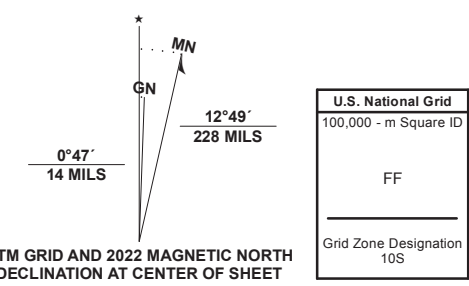 MN
GN
12°49´
228 MILS
0°47´
14 MILS
TM GRID AND 2022 MAGNETIC NORTH
DECLINATION AT CENTER OF SHEET
U.S. National Grid
100,000 - m Square ID
FF
Grid Zone Designation
10S